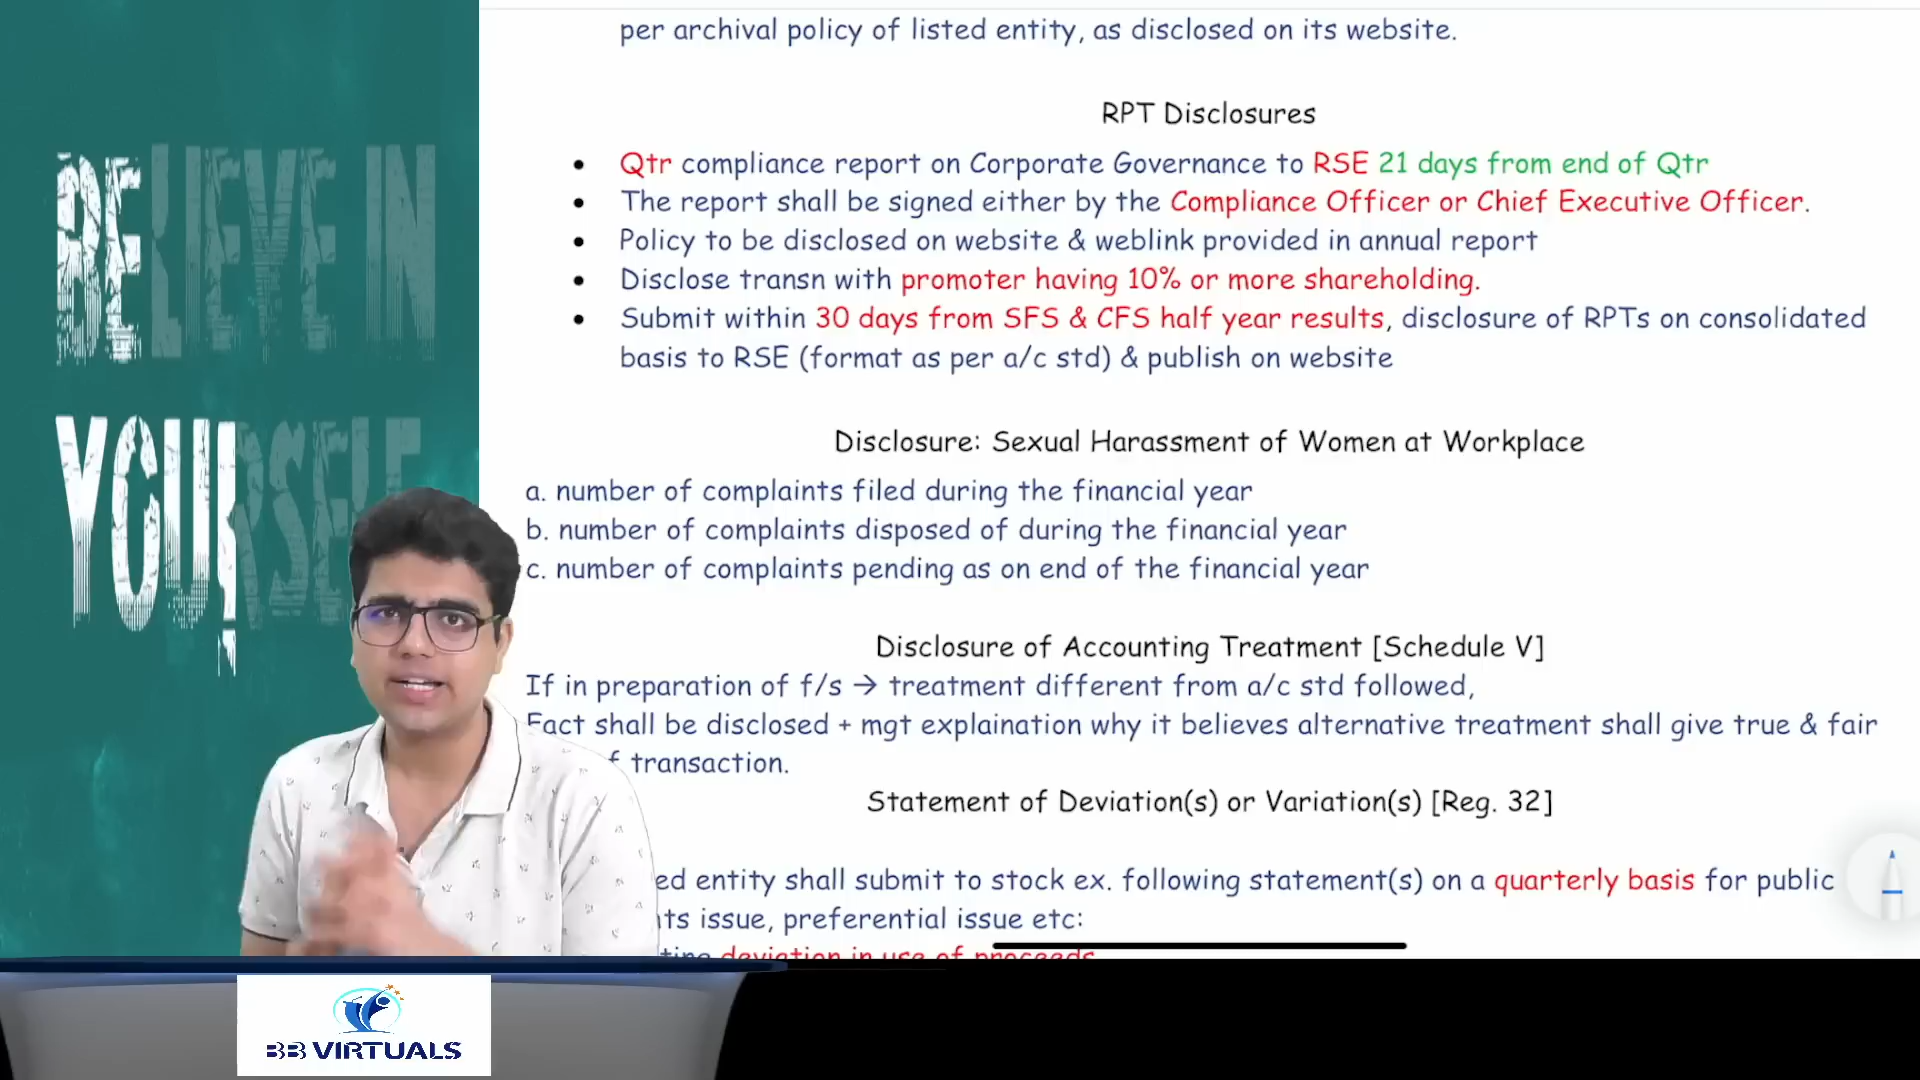 BELIEVE IN
YOURSELF
per archival policy of listed entity, as disclosed on its website.
RPT Disclosures
• Qtr compliance report on Corporate Governance to RSE 21 days from end of Qtr
• The report shall be signed either by the Compliance Officer or Chief Executive Officer.
• Policy to be disclosed on website & weblink provided in annual report
• Disclose transn with promoter having 10% or more shareholding.
• Submit within 30 days from SFS & CFS half year results, disclosure of RPTs on consolidated
basis to RSE (format as per a/c std) & publish on website
Disclosure: Sexual Harassment of Women at Workplace
a. number of complaints filed during the financial year
b. number of complaints disposed of during the financial year
c. number of complaints pending as on end of the financial year
Disclosure of Accounting Treatment [Schedule V]
If in preparation of f/s → treatment different from a/c std followed,
Fact shall be disclosed + mgt explaination why it believes alternative treatment shall give true & fair
transaction.
Statement of Deviation(s) or Variation(s) [Reg. 32]
entity shall submit to stock ex. following statement(s) on a quarterly basis for public
issue, preferential issue etc:
deviation in use of proceeds
BB VIRTUALS